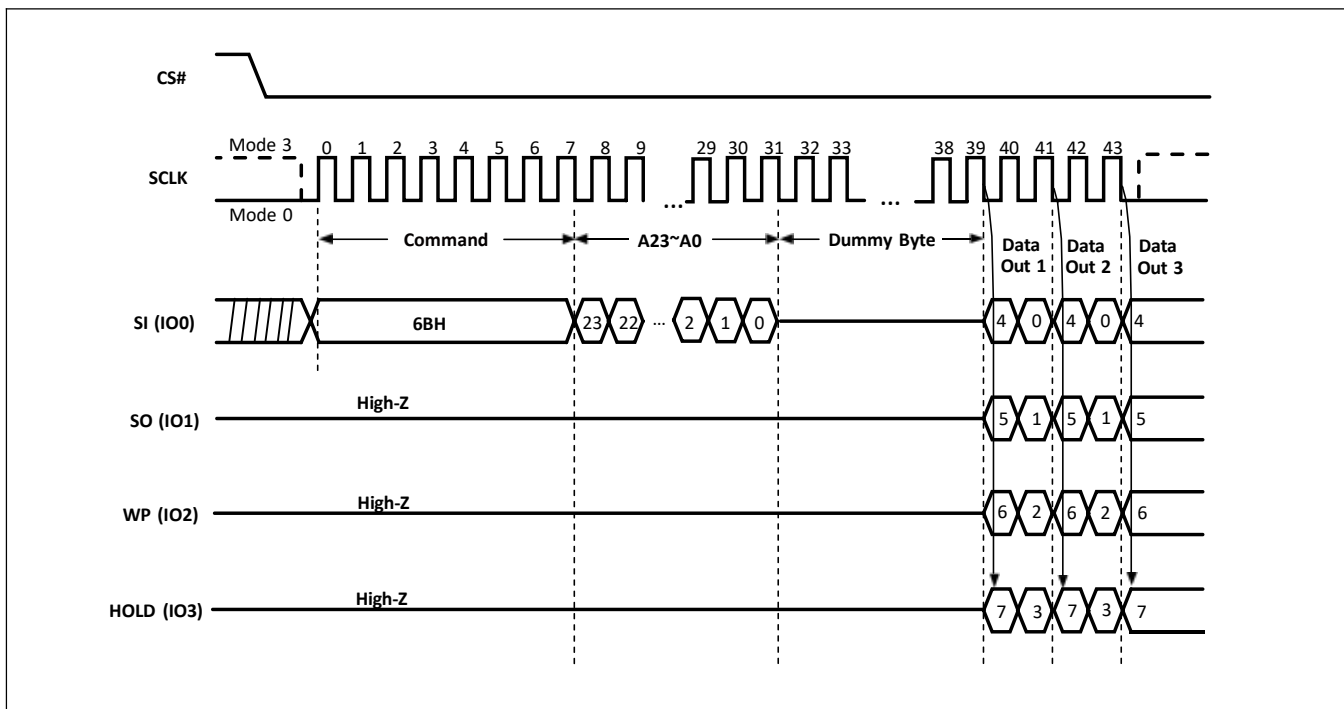 CS#
Mode 3
0 1 2 3 4 5 6 7 8 9 29 30 31 32 33 38 39 40 41 42 43
SCLK
... ...
Mode 0
Command A23~A0 Dummy Byte
Data Out 1
Data Out 2
Data Out 3
SI (IO0) 6BH 23 22 ... 2 1 0 4 0 4 0 4
High-Z
SO (IO1) 5 1 5 1 5
High-Z
WP (IO2) 6 2 6 2 6
High-Z
HOLD (IO3) 7 3 7 3 7